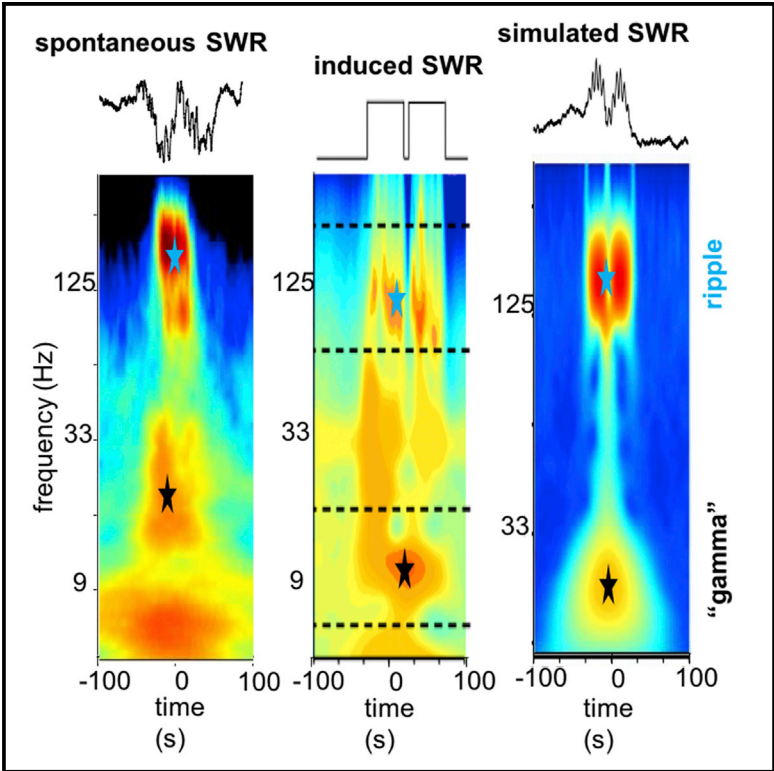 spontaneous SWR
induced SWR
simulated SWR
frequency (Hz)
125
33
9
125
33
9
125
33
ripple
“gamma”
-100 0 100
time
(s)
-100 0 100
time
(s)
-100 0 100
time
(s)